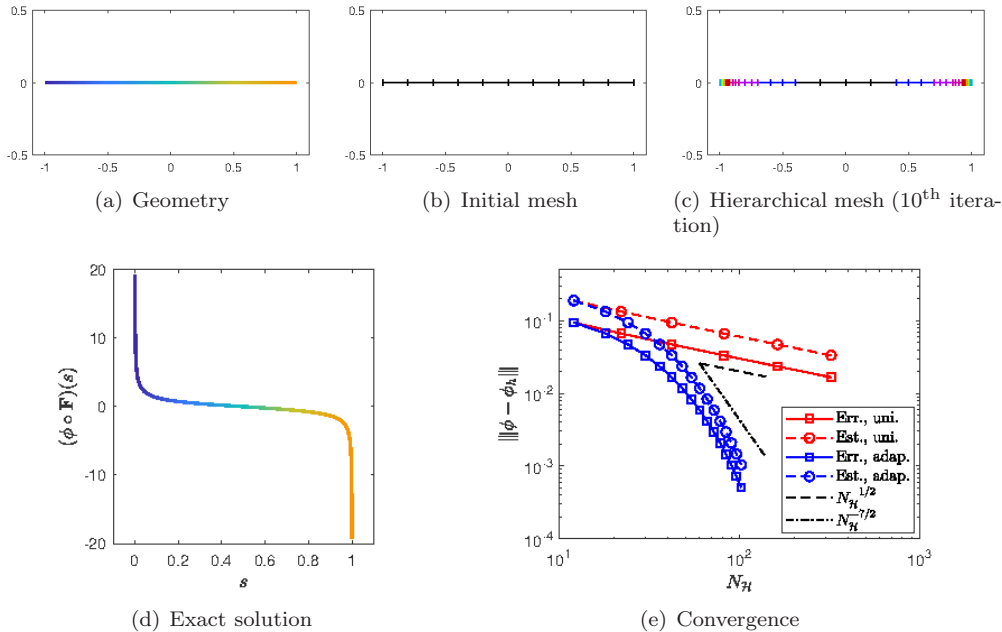 0.5
0
-0.5
-1 -0.5 0 0.5 1
(a) Geometry
0.5
0
-0.5
-1 -0.5 0 0.5 1
(b) Initial mesh
0.5
0
-0.5
-1 -0.5 0 0.5 1
(c) Hierarchical mesh (10th itera-
tion)
20
10
0
-10
-20
0 0.2 0.4 0.6 0.8 1
(ϕ ∘ F)(s)
s
(d) Exact solution
10^-1
10^-2
10^-3
10^-4
10^1 10^2 10^3
|||ϕ − ϕ_h|||
N_ℋ
Err., uni.
Est., uni.
Err., adap.
Est., adap.
N_ℋ^{-1/2}
N_ℋ^{-7/2}
(e) Convergence